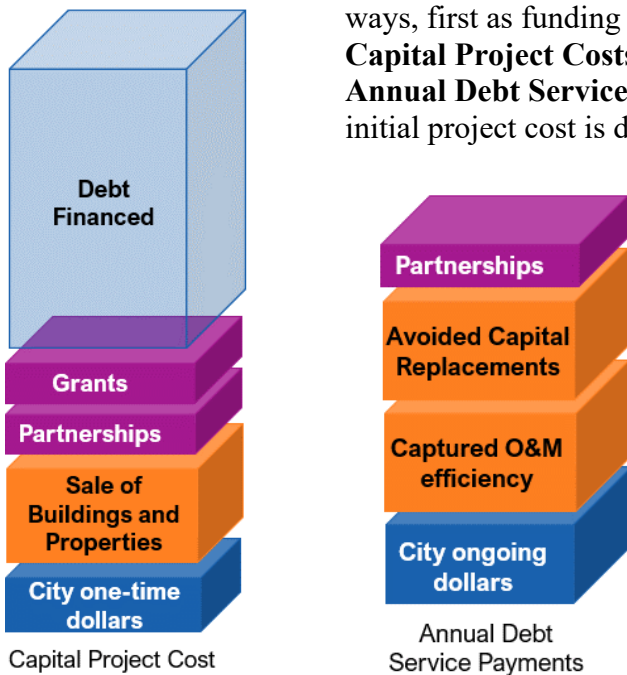 ways, first as funding
Capital Project Costs
Annual Debt Service
initial project cost is d
Debt
Financed
Grants
Partnerships
Sale of
Buildings and
Properties
City one-time
dollars
Capital Project Cost
Partnerships
Avoided Capital
Replacements
Captured O&M
efficiency
City ongoing
dollars
Annual Debt
Service Payments